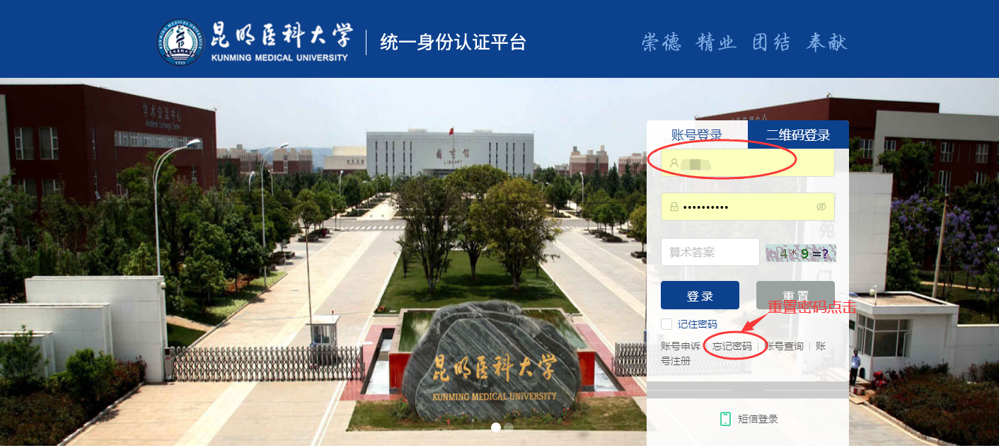 昆明医科大学
KUNMING MEDICAL UNIVERSITY
1933
统一身份认证平台
崇德 精业 团结 奉献
学术交流中心
Academic Exchange Center
图书馆
LIBRARY
账号登录
二维码登录
算术答案
4 * 9 =?
登录
重置
重置密码点击
记住密码
账号申诉 | 忘记密码 | 账号查询 | 账
号注册
短信登录
昆明医科大学
KUNMING MEDICAL UNIVERSITY